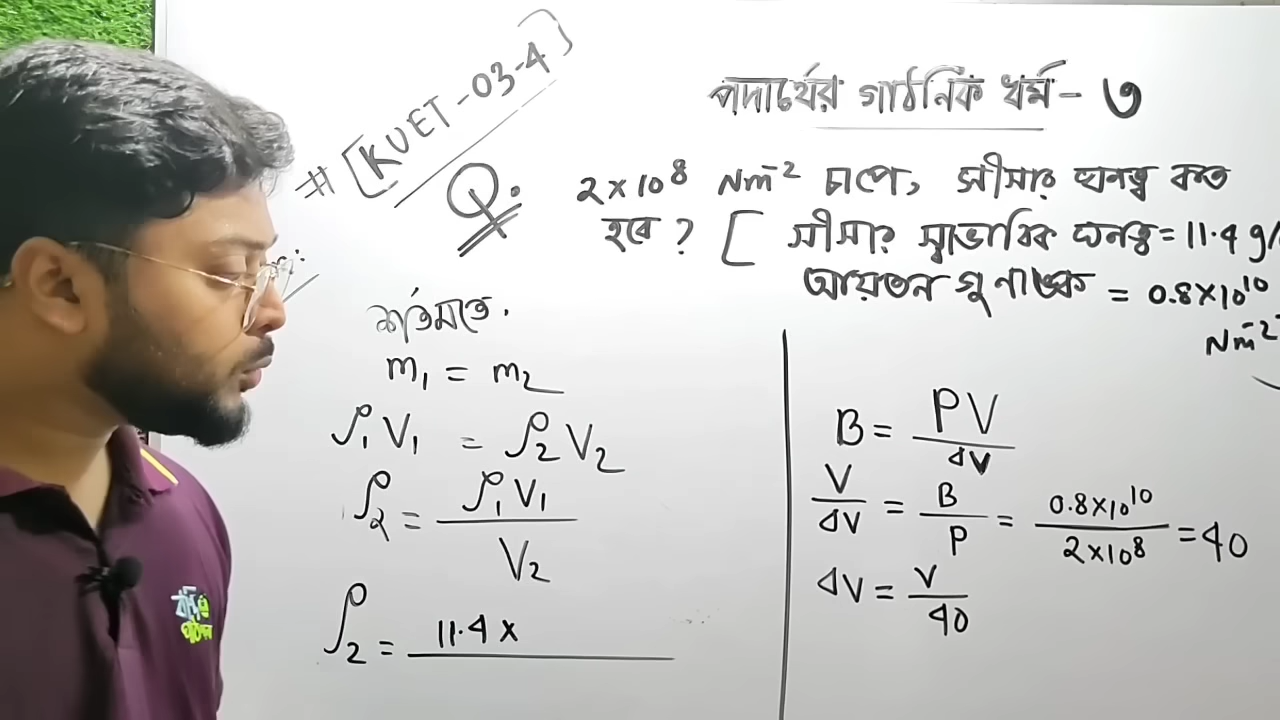 # [KUET-03-4]
পদার্থের গাঠনিক ধর্ম - ৩
Q. 2×10⁸ Nm⁻² চাপে, সীসার ঘনত্ব কত
হবে? [ সীসার স্বাভাবিক ঘনত্ব = 11.4 g/
আয়তন গুণাঙ্ক = 0.8×10¹⁰
Nm⁻²
শর্তমতে.
m₁ = m₂
ρ₁V₁ = ρ₂V₂
ρ₂ = ρ₁V₁ / V₂
ρ₂ = 11.4 ×
B = PV / ΔV
V / ΔV = B / P = 0.8×10¹⁰ / 2×10⁸ = 40
ΔV = V / 40